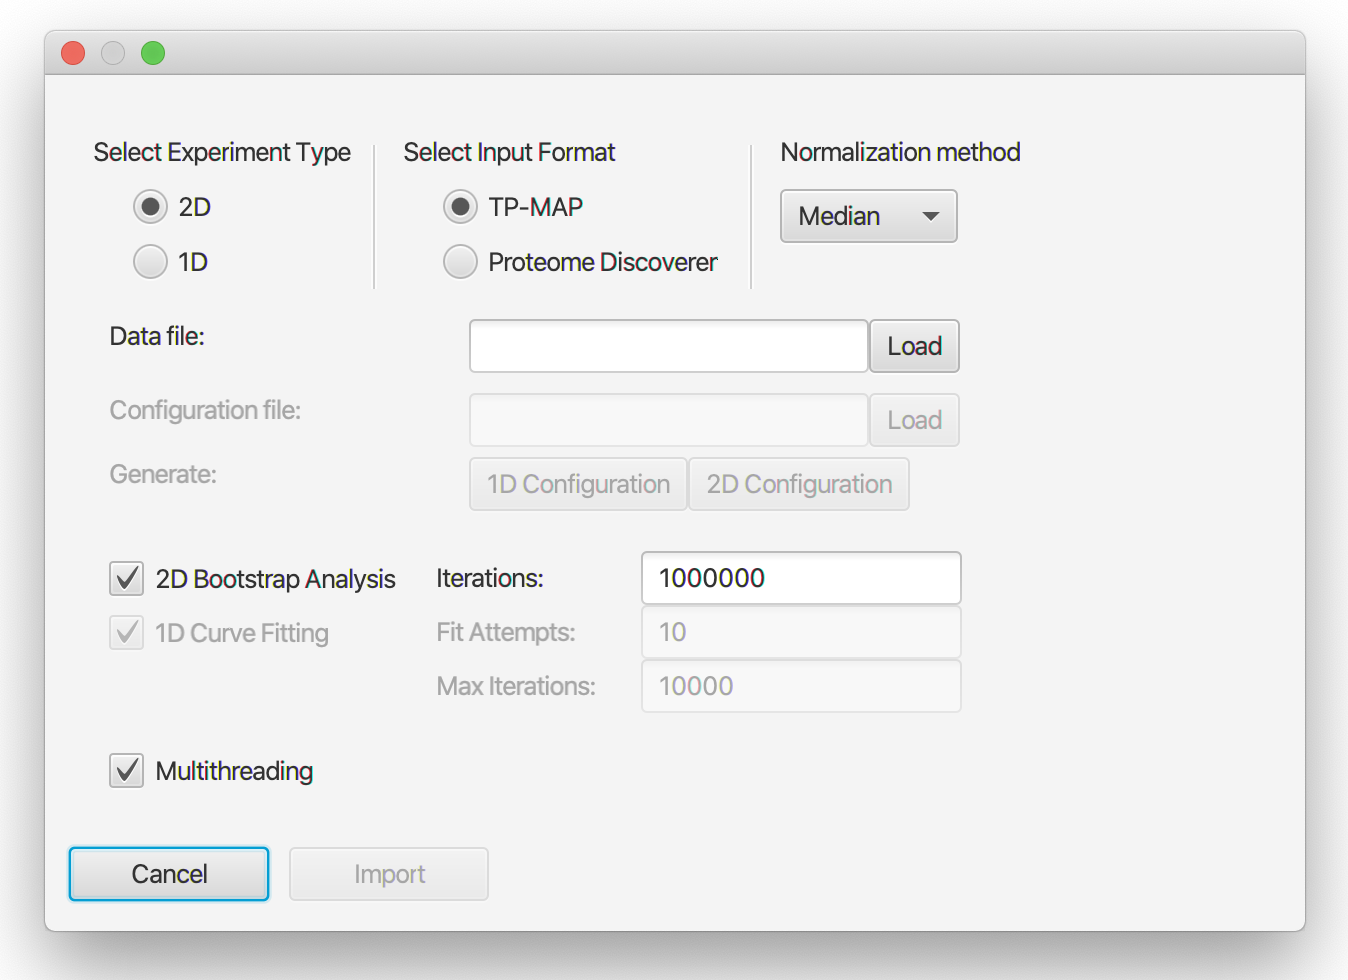 Select Experiment Type
2D
1D
Select Input Format
TP-MAP
Proteome Discoverer
Normalization method
Median
Data file:
Load
Configuration file:
Load
Generate:
1D Configuration
2D Configuration
2D Bootstrap Analysis
Iterations:
1000000
1D Curve Fitting
Fit Attempts:
10
Max Iterations:
10000
Multithreading
Cancel
Import